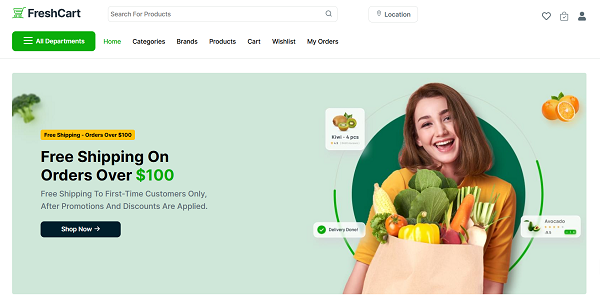 FreshCart
Search For Products
Location
All Departments
Home
Categories
Brands
Products
Cart
Wishlist
My Orders
Free Shipping - Orders Over $100
Free Shipping On
Orders Over $100
Free Shipping To First-Time Customers Only,
After Promotions And Discounts Are Applied.
Shop Now →
Kiwi - 4 pcs
Delivery Done!
Avocado